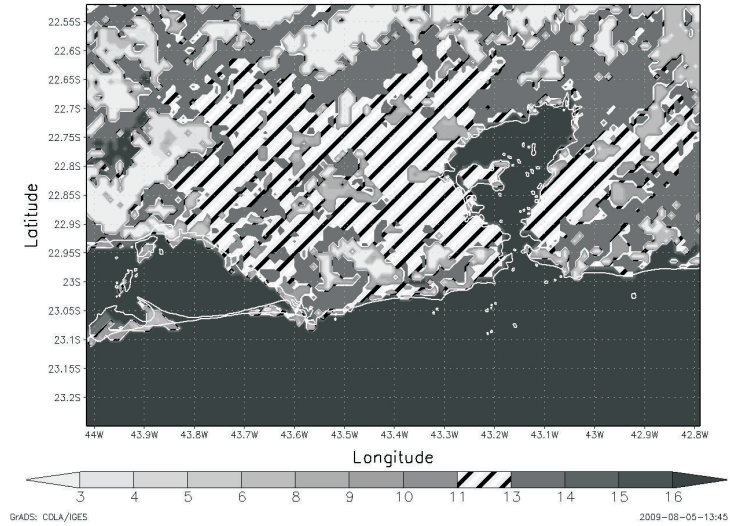 22.55S
22.6S
22.65S
22.7S
22.75S
22.8S
22.85S
22.9S
22.95S
23S
23.05S
23.1S
23.15S
23.2S
Latitude
44W 43.9W 43.8W 43.7W 43.6W 43.5W 43.4W 43.3W 43.2W 43.1W 43W 42.9W 42.8W
Longitude
3 4 5 6 8 9 10 11 13 14 15 16
GrADS: COLA/IGES 2009-08-05-13:45